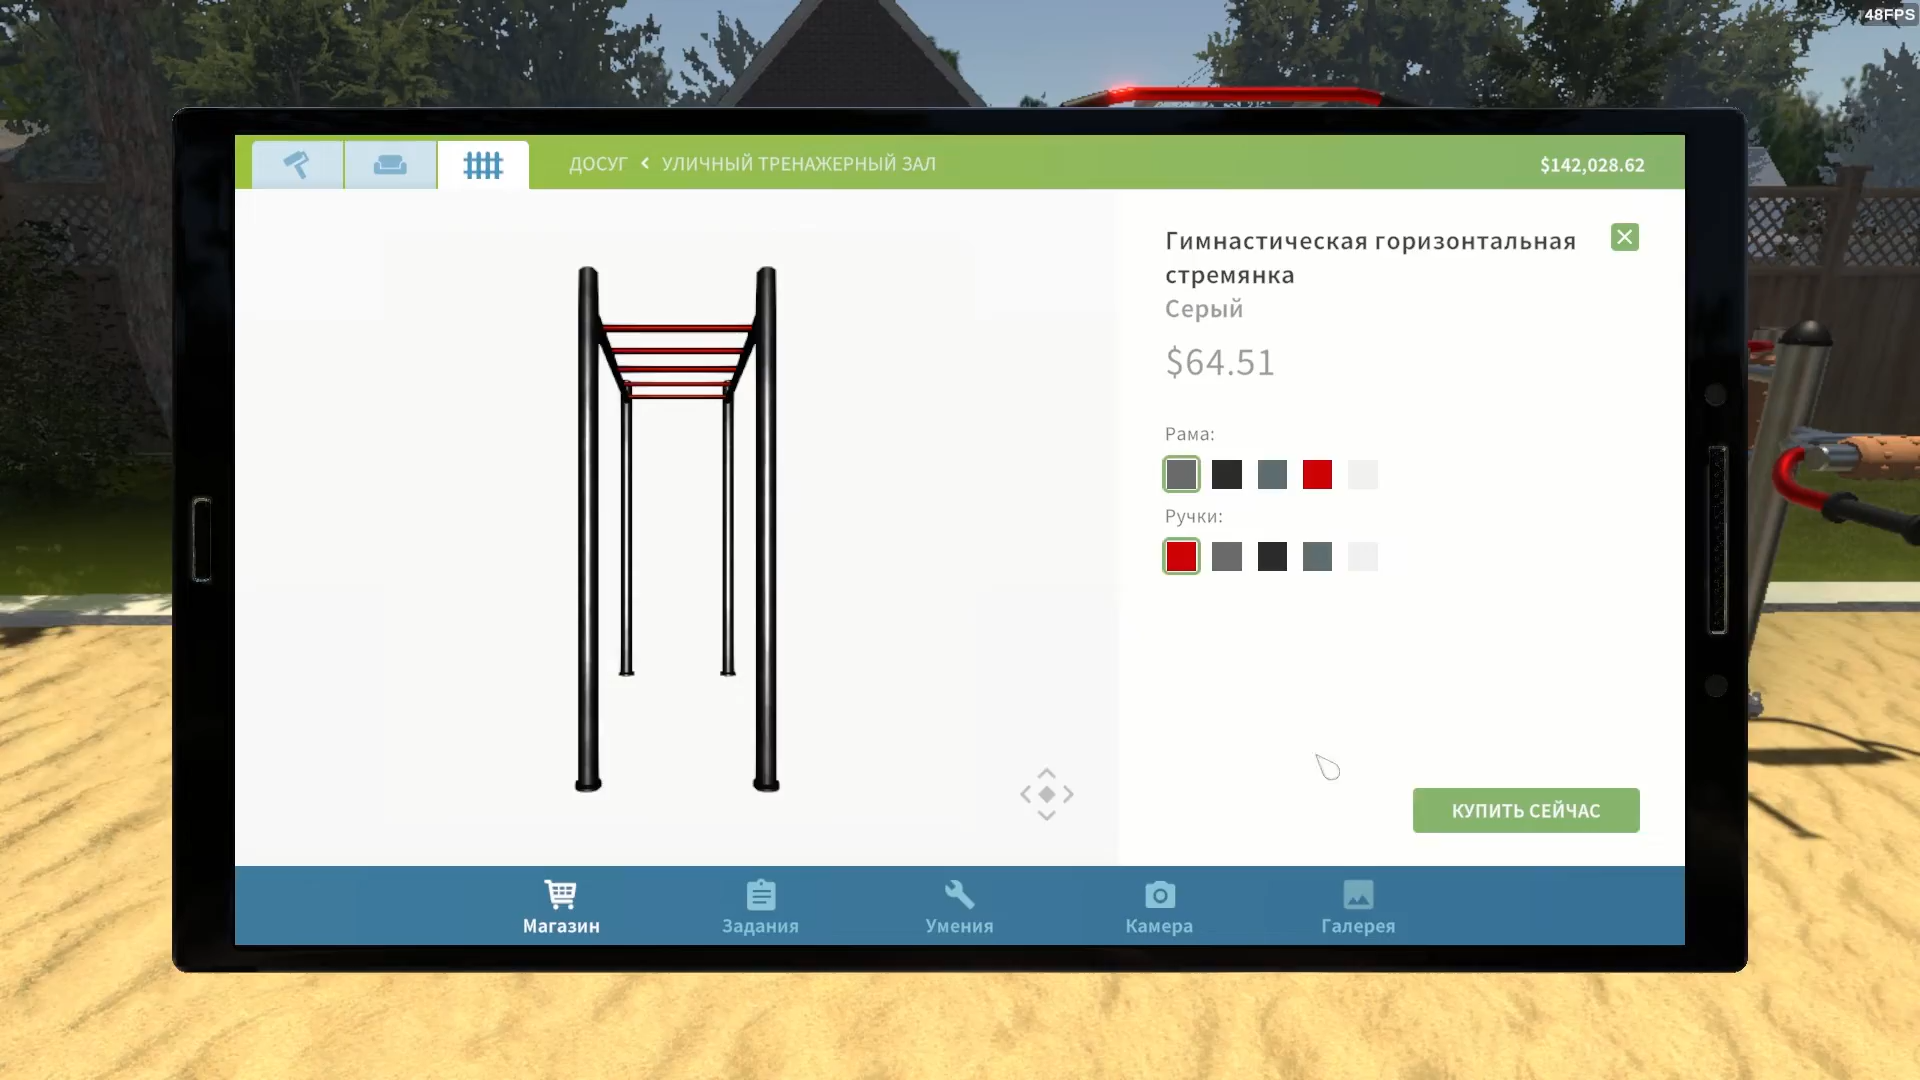 48FPS
ДОСУГ < УЛИЧНЫЙ ТРЕНАЖЕРНЫЙ ЗАЛ
$142,028.62
Гимнастическая горизонтальная
стремянка
Серый
$64.51
Рама:
Ручки:
КУПИТЬ СЕЙЧАС
Магазин
Задания
Умения
Камера
Галерея